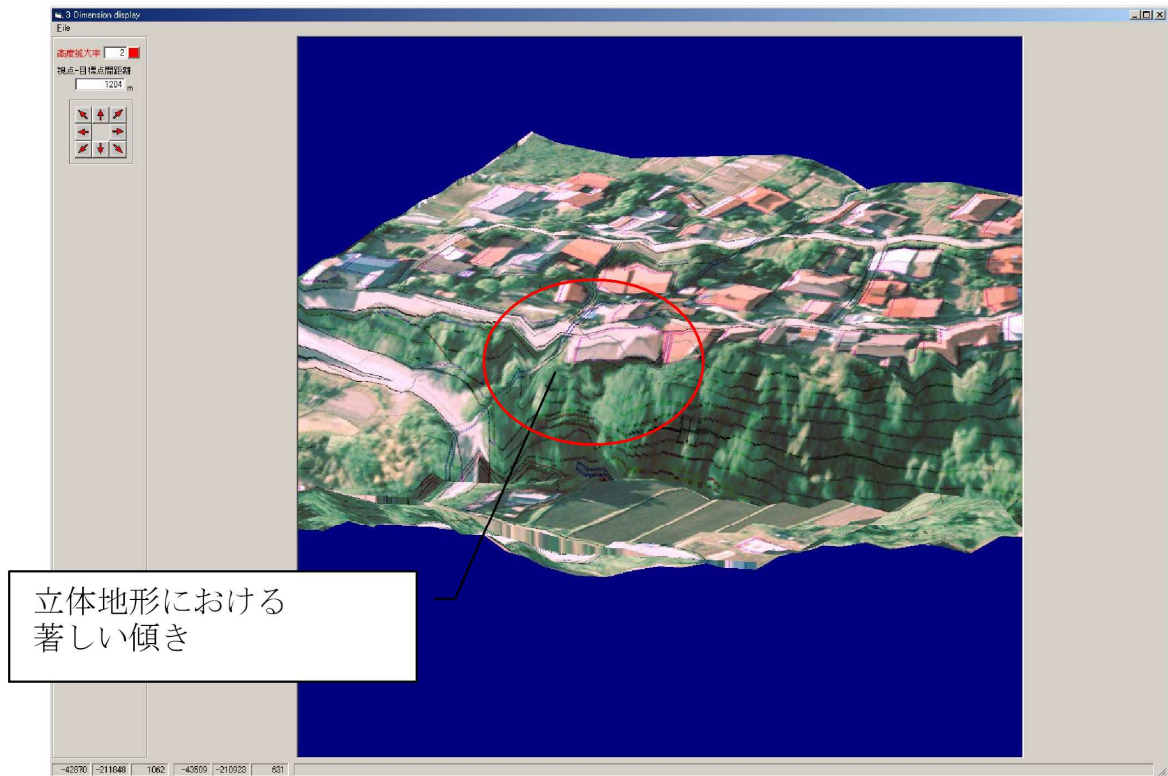 3 Dimension display
File
高度拡大率 2
視点-目標点間距離
1204 m
立体地形における
著しい傾き
-42870 -211848 1062 -43509 -210923 631